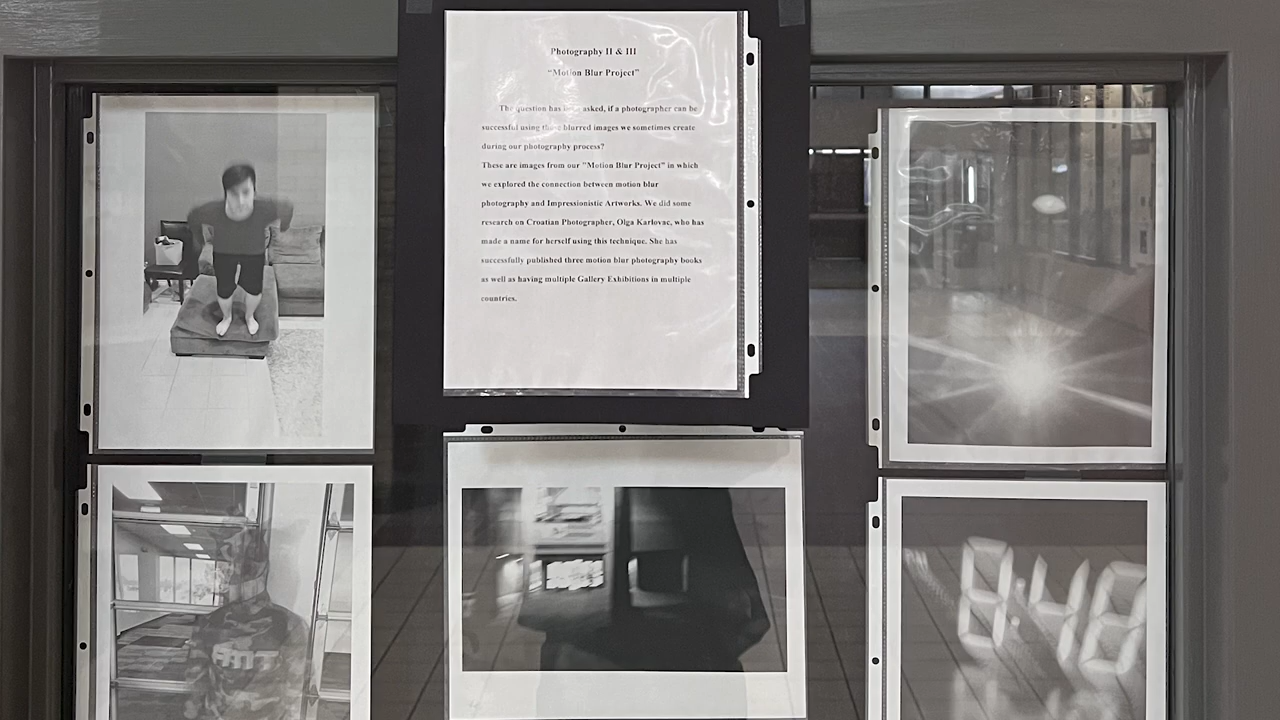 Photography II & III
"Motion Blur Project"
The question has been asked, if a photographer can be
successful using these blurred images we sometimes create
during our photography process?
These are images from our "Motion Blur Project" in which
we explored the connection between motion blur
photography and Impressionistic Artworks. We did some
research on Croatian Photographer, Olga Karlovac, who has
made a name for herself using this technique. She has
successfully published three motion blur photography books
as well as having multiple Gallery Exhibitions in multiple
countries.
8:48